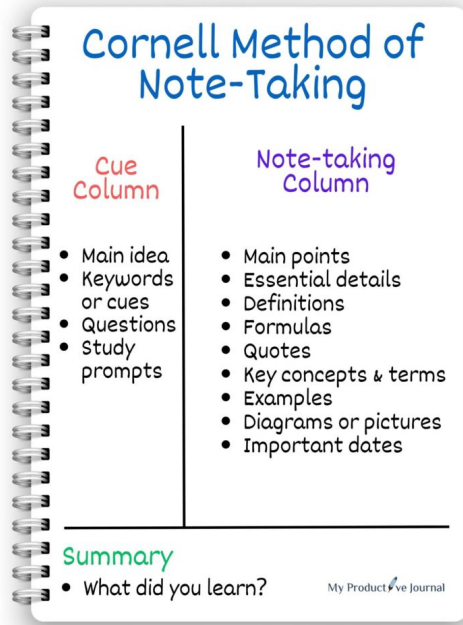 Cornell Method of
Note-Taking
Cue
Column
• Main idea
• Keywords
or cues
• Questions
• Study
prompts
Note-taking
Column
• Main points
• Essential details
• Definitions
• Formulas
• Quotes
• Key concepts & terms
• Examples
• Diagrams or pictures
• Important dates
Summary
• What did you learn?
My Productive Journal